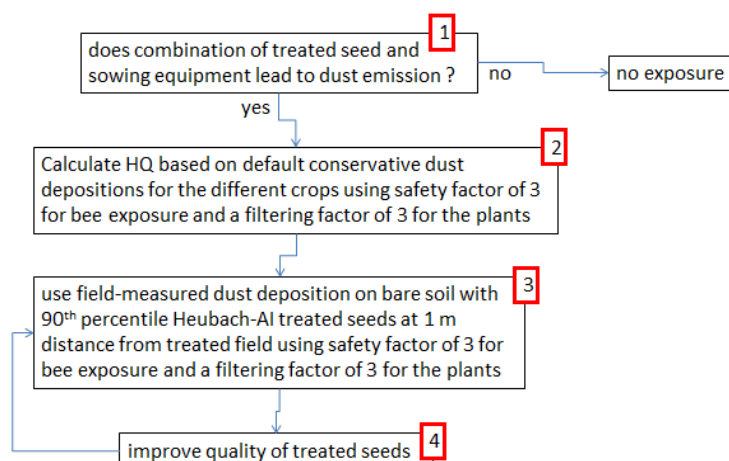 1
does combination of treated seed and
sowing equipment lead to dust emission ?
no
no exposure
yes
2
Calculate HQ based on default conservative dust
depositions for the different crops using safety factor of 3
for bee exposure and a filtering factor of 3 for the plants
3
use field-measured dust deposition on bare soil with
90th percentile Heubach-AI treated seeds at 1 m
distance from treated field using safety factor of 3 for
bee exposure and a filtering factor of 3 for the plants
4
improve quality of treated seeds